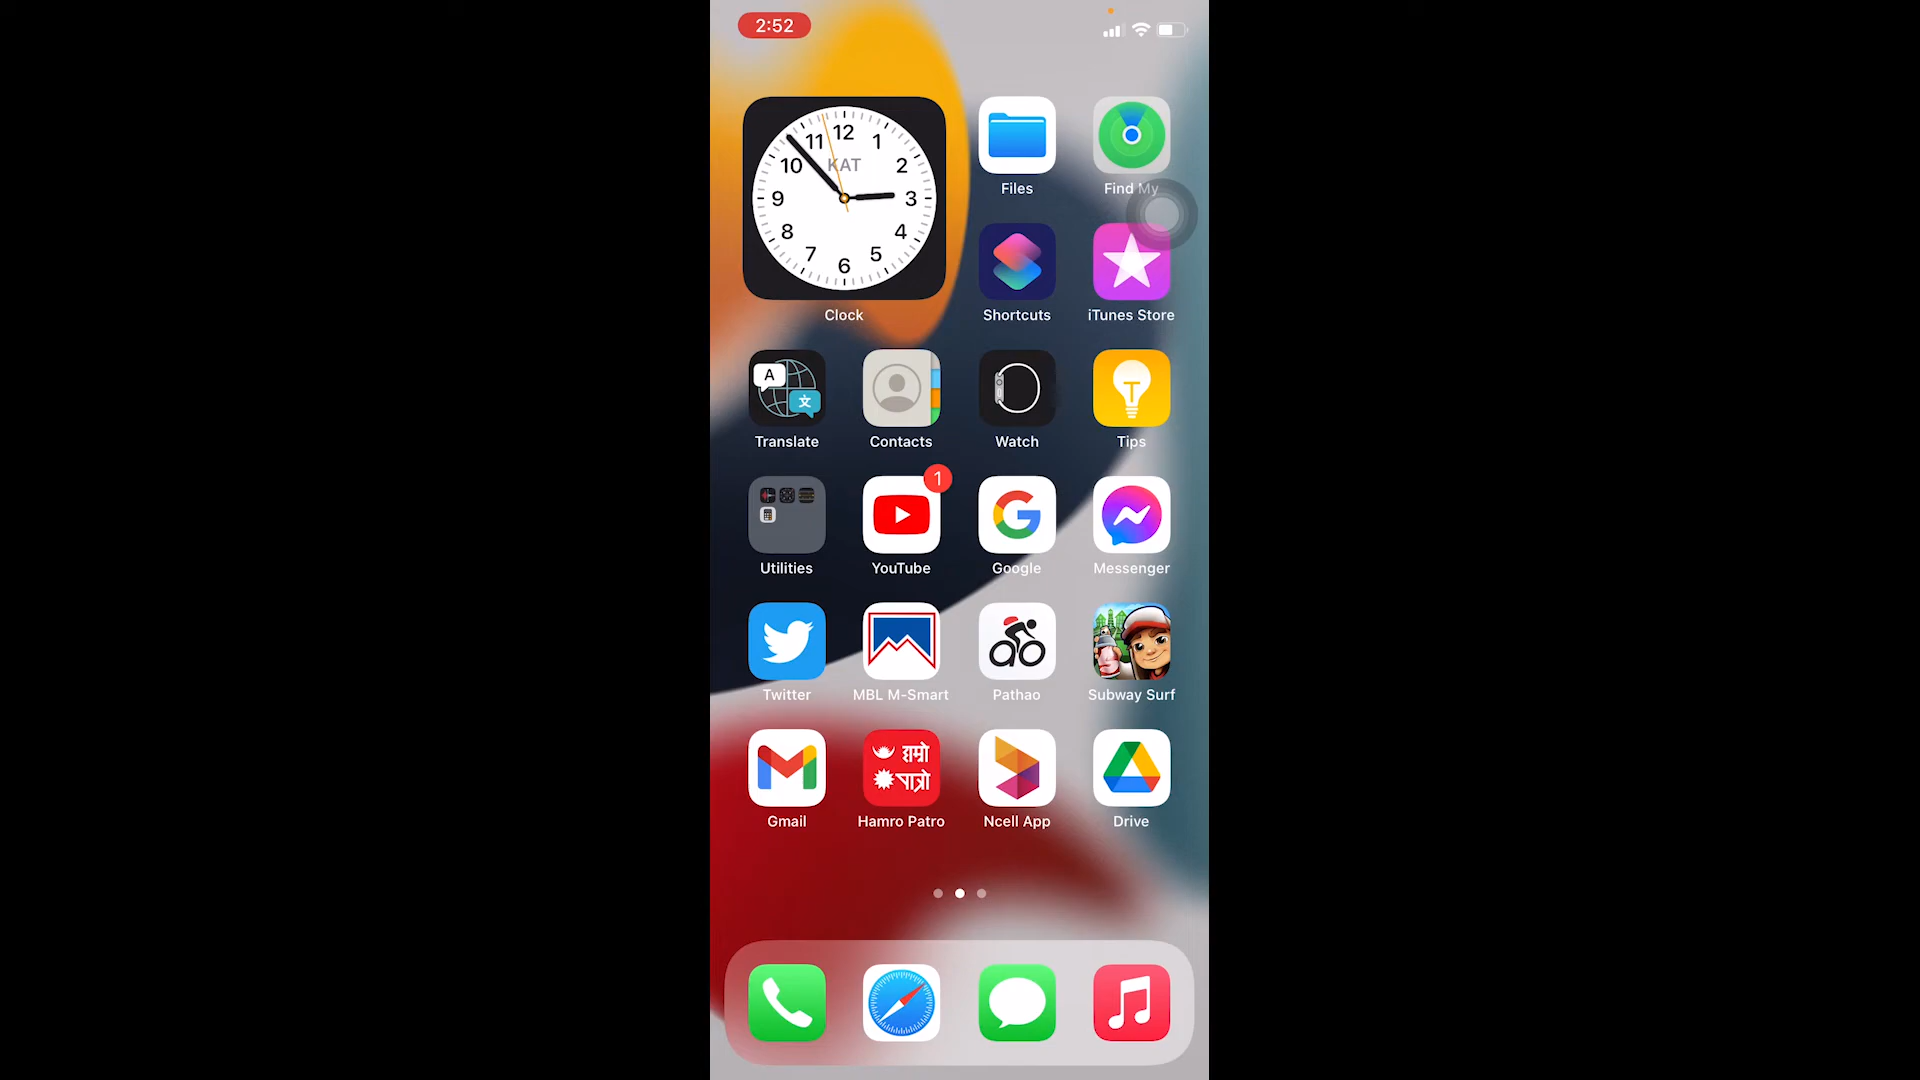 2:52
12
11
1
10
KAT
2
9
3
8
4
7
5
6
Clock
Files
Find My
Shortcuts
iTunes Store
A
文
Translate
Contacts
Watch
Tips
Utilities
1
YouTube
G
Google
Messenger
Twitter
MBL M-Smart
Pathao
Subway Surf
Gmail
हाम्रो
पात्रो
Hamro Patro
Ncell App
Drive